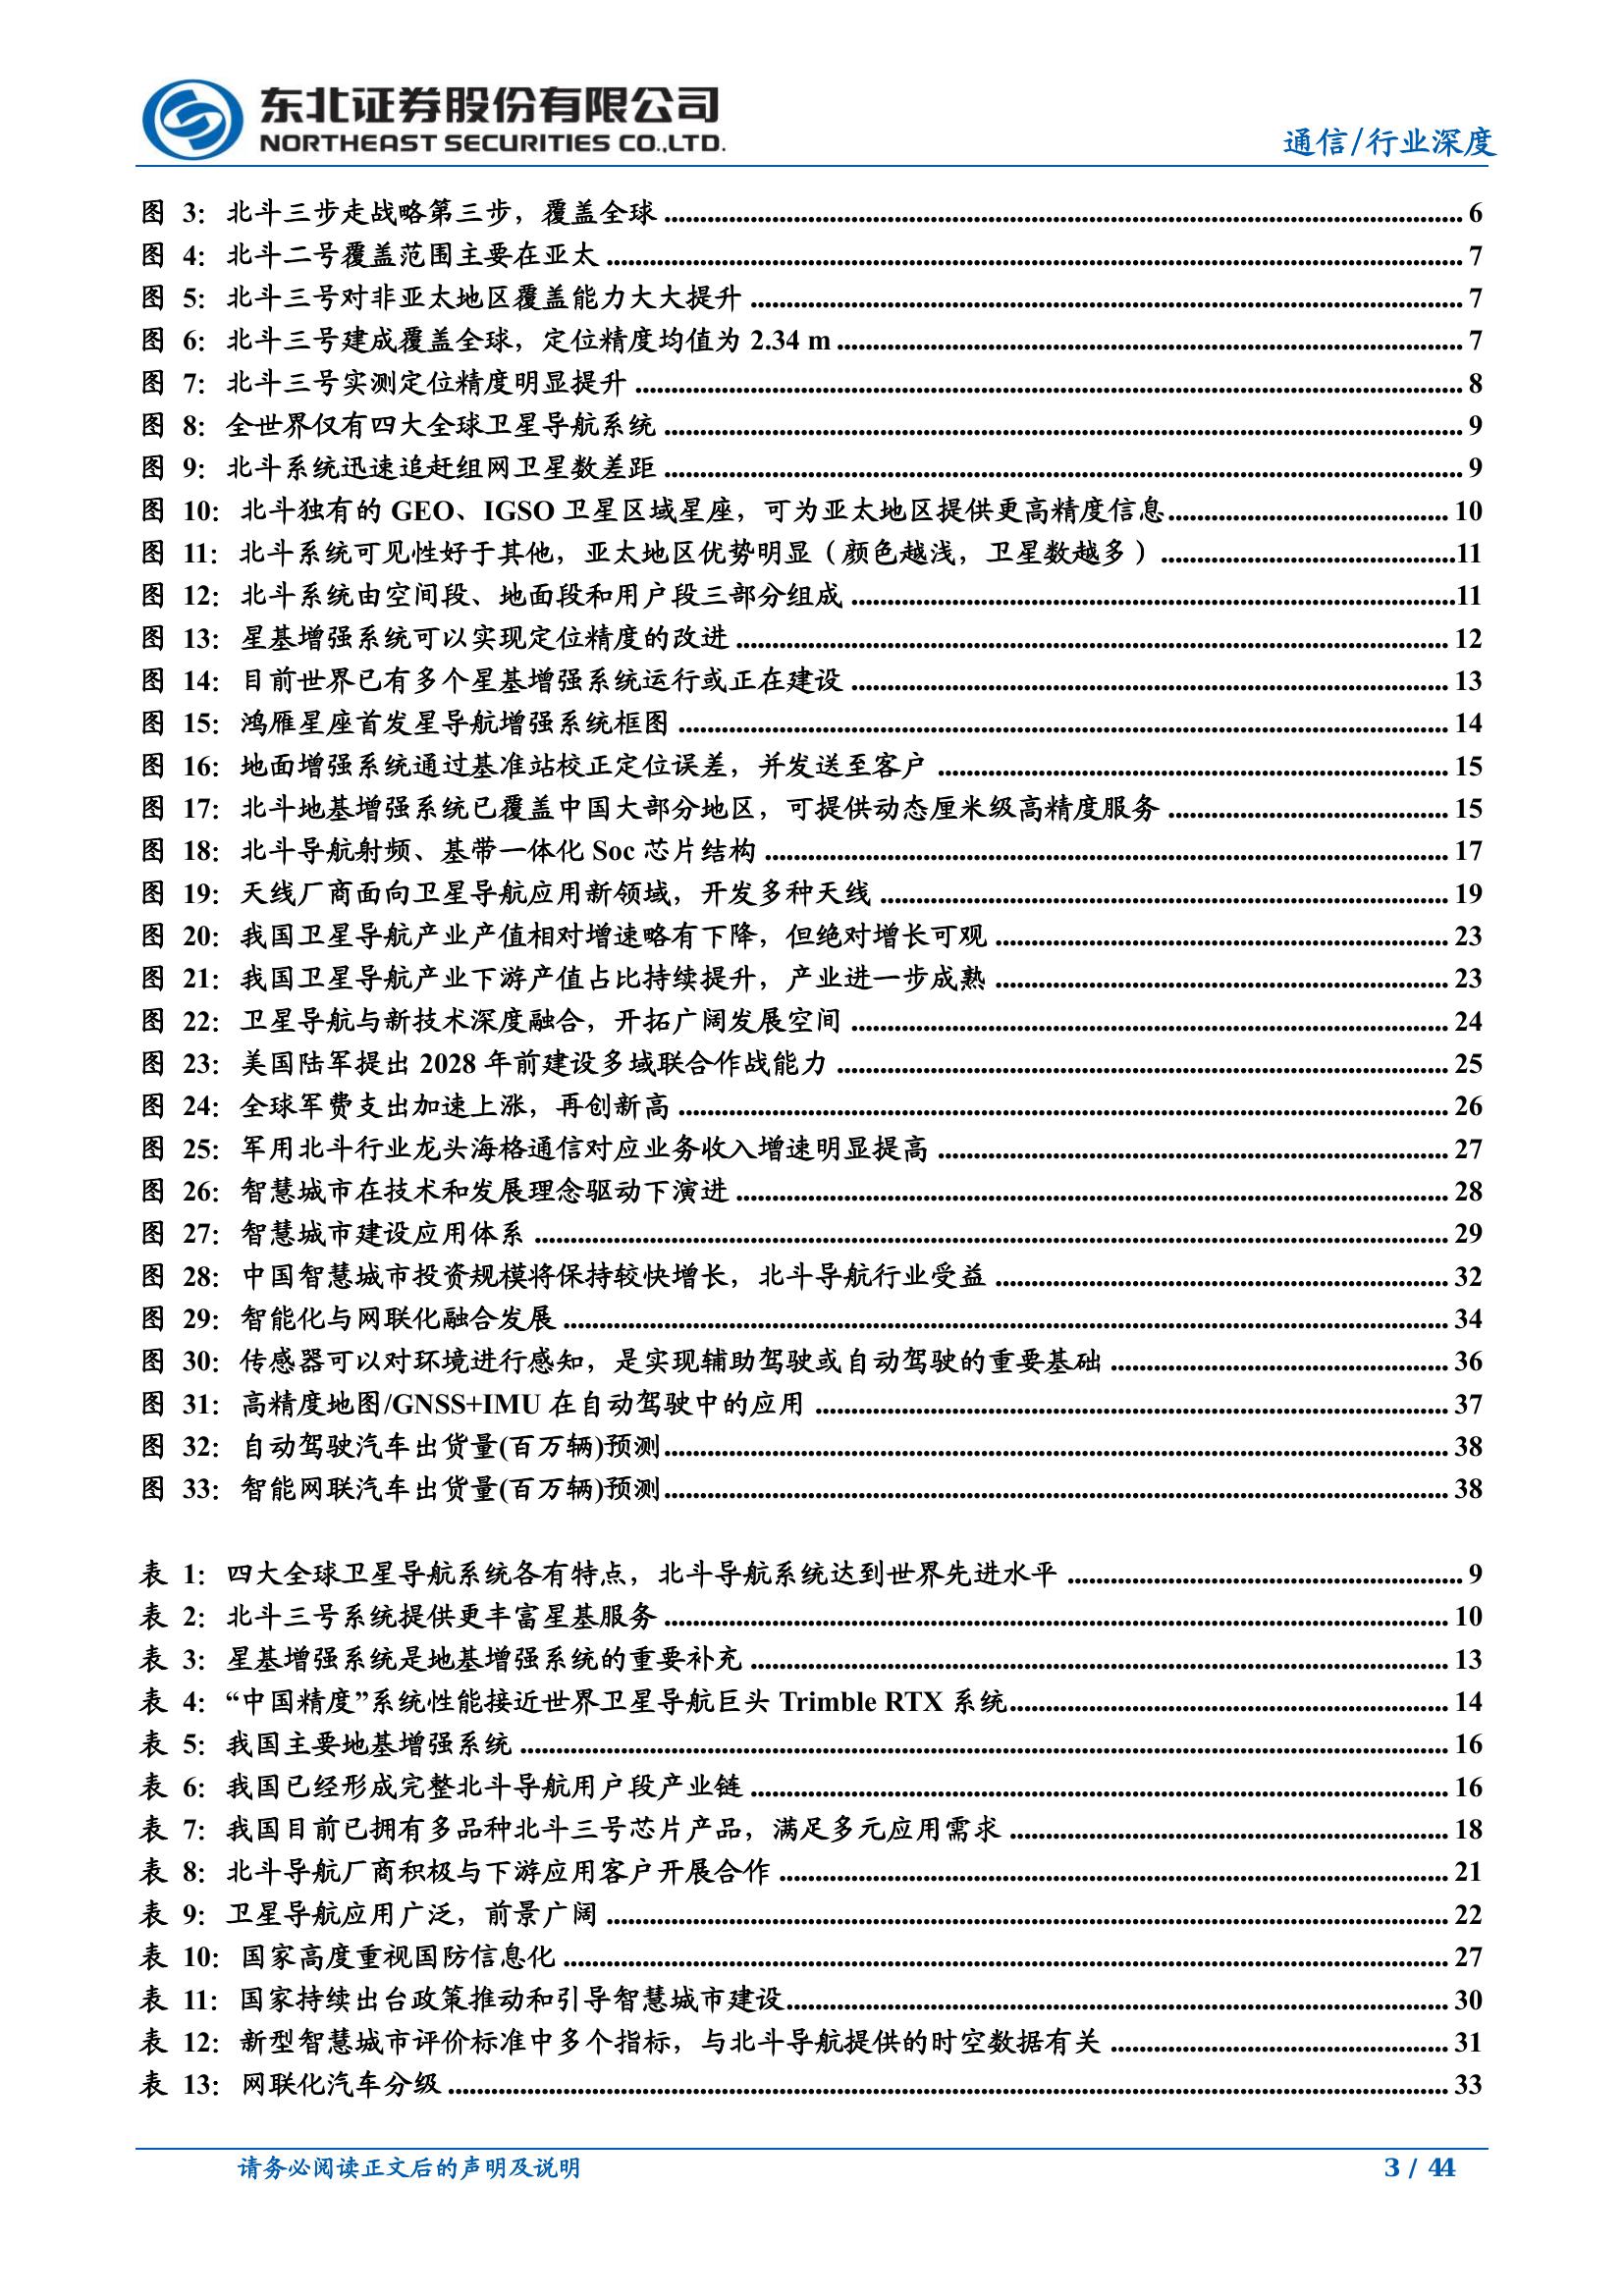 东北证券股份有限公司
NORTHEAST SECURITIES CO.,LTD.
通信/行业深度
图 3：北斗三步走战略第三步，覆盖全球 ........ 6
图 4：北斗二号覆盖范围主要在亚太 ........ 7
图 5：北斗三号对非亚太地区覆盖能力大大提升 ........ 7
图 6：北斗三号建成覆盖全球，定位精度均值为 2.34 m ........ 7
图 7：北斗三号实测定位精度明显提升 ........ 8
图 8：全世界仅有四大全球卫星导航系统 ........ 9
图 9：北斗系统迅速追赶组网卫星数差距 ........ 9
图 10：北斗独有的 GEO、IGSO 卫星区域星座，可为亚太地区提供更高精度信息 ........ 10
图 11：北斗系统可见性好于其他，亚太地区优势明显（颜色越浅，卫星数越多） ........ 11
图 12：北斗系统由空间段、地面段和用户段三部分组成 ........ 11
图 13：星基增强系统可以实现定位精度的改进 ........ 12
图 14：目前世界已有多个星基增强系统运行或正在建设 ........ 13
图 15：鸿雁星座首发星导航增强系统框图 ........ 14
图 16：地面增强系统通过基准站校正定位误差，并发送至客户 ........ 15
图 17：北斗地基增强系统已覆盖中国大部分地区，可提供动态厘米级高精度服务 ........ 15
图 18：北斗导航射频、基带一体化 Soc 芯片结构 ........ 17
图 19：天线厂商面向卫星导航应用新领域，开发多种天线 ........ 19
图 20：我国卫星导航产业产值相对增速略有下降，但绝对增长可观 ........ 23
图 21：我国卫星导航产业下游产值占比持续提升，产业进一步成熟 ........ 23
图 22：卫星导航与新技术深度融合，开拓广阔发展空间 ........ 24
图 23：美国陆军提出 2028 年前建设多域联合作战能力 ........ 25
图 24：全球军费支出加速上涨，再创新高 ........ 26
图 25：军用北斗行业龙头海格通信对应业务收入增速明显提高 ........ 27
图 26：智慧城市在技术和发展理念驱动下演进 ........ 28
图 27：智慧城市建设应用体系 ........ 29
图 28：中国智慧城市投资规模将保持较快增长，北斗导航行业受益 ........ 32
图 29：智能化与网联化融合发展 ........ 34
图 30：传感器可以对环境进行感知，是实现辅助驾驶或自动驾驶的重要基础 ........ 36
图 31：高精度地图/GNSS+IMU 在自动驾驶中的应用 ........ 37
图 32：自动驾驶汽车出货量(百万辆)预测 ........ 38
图 33：智能网联汽车出货量(百万辆)预测 ........ 38
表 1：四大全球卫星导航系统各有特点，北斗导航系统达到世界先进水平 ........ 9
表 2：北斗三号系统提供更丰富星基服务 ........ 10
表 3：星基增强系统是地基增强系统的重要补充 ........ 13
表 4：“中国精度”系统性能接近世界卫星导航巨头 Trimble RTX 系统 ........ 14
表 5：我国主要地基增强系统 ........ 16
表 6：我国已经形成完整北斗导航用户段产业链 ........ 16
表 7：我国目前已拥有多品种北斗三号芯片产品，满足多元应用需求 ........ 18
表 8：北斗导航厂商积极与下游应用客户开展合作 ........ 21
表 9：卫星导航应用广泛，前景广阔 ........ 22
表 10：国家高度重视国防信息化 ........ 27
表 11：国家持续出台政策推动和引导智慧城市建设 ........ 30
表 12：新型智慧城市评价标准中多个指标，与北斗导航提供的时空数据有关 ........ 31
表 13：网联化汽车分级 ........ 33
请务必阅读正文后的声明及说明
3 / 44